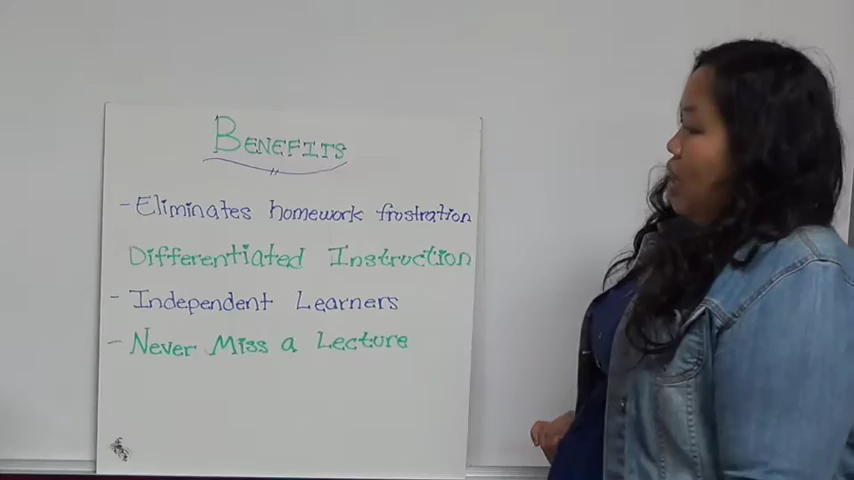 Benefits
- Eliminates homework frustration
Differentiated Instruction
- Independent Learners
- Never Miss a Lecture